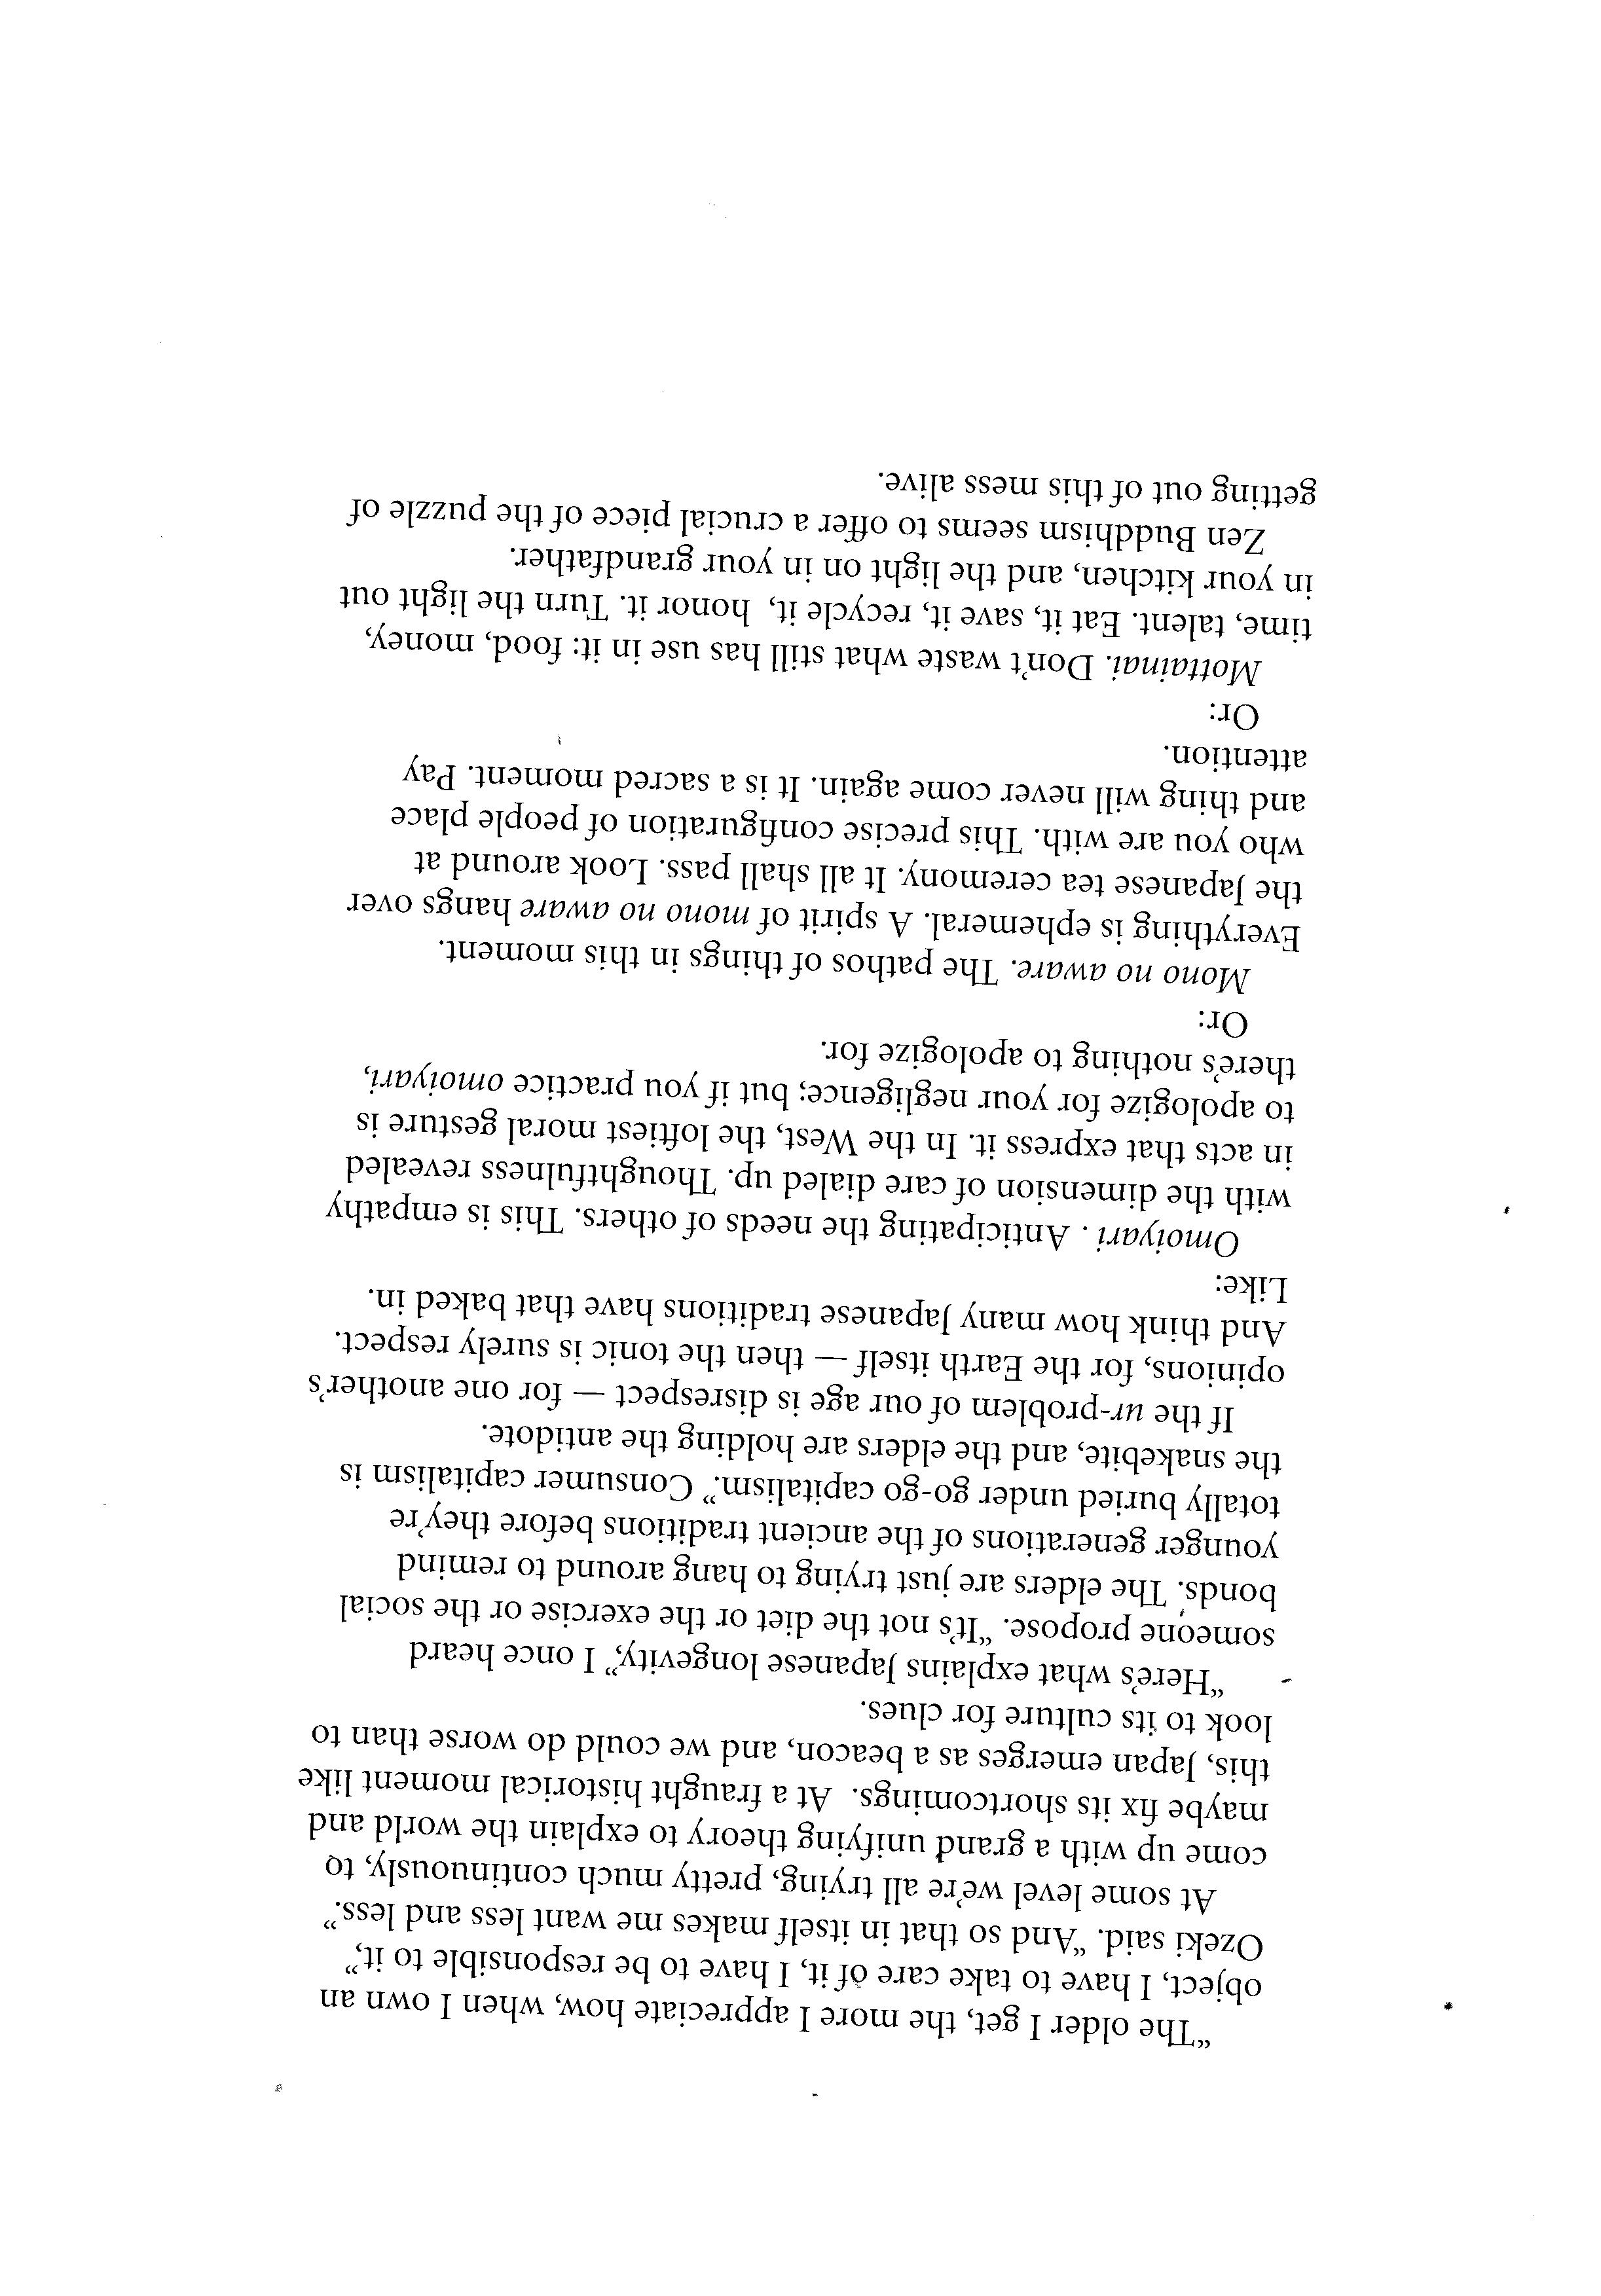 “The older I get, the more I appreciate how, when I own an
object, I have to take care of it, I have to be responsible to it,”
Ozeki said. “And so that in itself makes me want less and less.”
At some level we’re all trying, pretty much continuously, to
come up with a grand unifying theory to explain the world and
maybe fix its shortcomings. At a fraught historical moment like
this, Japan emerges as a beacon, and we could do worse than to
look to its culture for clues.
“Here’s what explains Japanese longevity,” I once heard
someone propose. “It’s not the diet or the exercise or the social
bonds. The elders are just trying to hang around to remind
younger generations of the ancient traditions before they’re
totally buried under go-go capitalism.” Consumer capitalism is
the snakebite, and the elders are holding the antidote.
If the ur-problem of our age is disrespect — for one another’s
opinions, for the Earth itself — then the tonic is surely respect.
And think how many Japanese traditions have that baked in.
Like:
Omoiyari . Anticipating the needs of others. This is empathy
with the dimension of care dialed up. Thoughtfulness revealed
in acts that express it. In the West, the loftiest moral gesture is
to apologize for your negligence; but if you practice omoiyari,
there’s nothing to apologize for.
Or:
Mono no aware. The pathos of things in this moment.
Everything is ephemeral. A spirit of mono no aware hangs over
the Japanese tea ceremony. It all shall pass. Look around at
who you are with. This precise configuration of people place
and thing will never come again. It is a sacred moment. Pay
attention.
Or:
Mottainai. Don’t waste what still has use in it: food, money,
time, talent. Eat it, save it, recycle it, honor it. Turn the light out
in your kitchen, and the light on in your grandfather.
Zen Buddhism seems to offer a crucial piece of the puzzle of
getting out of this mess alive.